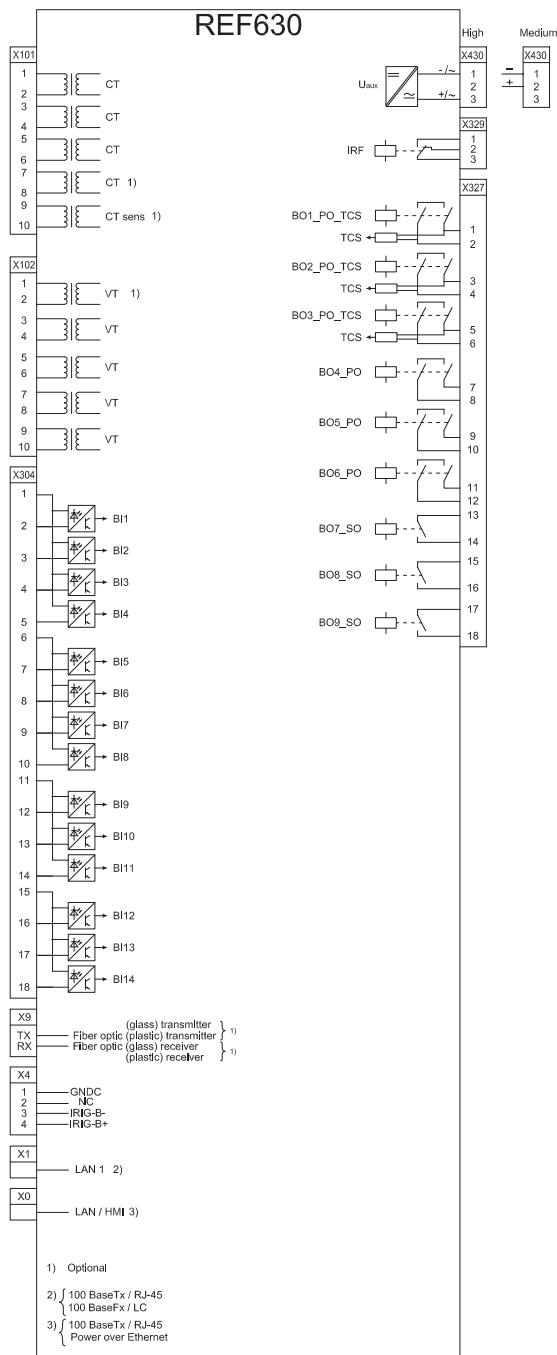 REF630
High
Medium
X101
1
2
CT
3
4
CT
5
6
CT
7
8
CT 1)
9
10
CT sens 1)
X102
1
2
VT 1)
3
4
VT
5
6
VT
7
8
VT
9
10
VT
X304
1
2
BI1
3
BI2
4
BI3
5
BI4
6
7
BI5
8
BI6
9
BI7
10
BI8
11
12
BI9
13
BI10
14
BI11
15
16
BI12
17
BI13
18
BI14
X9
TX
RX
(glass) transmitter
Fiber optic (plastic) transmitter } 1)
Fiber optic (glass) receiver
(plastic) receiver } 1)
X4
1
GNDC
2
NC
3
IRIG-B-
4
IRIG-B+
X1
LAN 1 2)
X0
LAN / HMI 3)
1) Optional
2) { 100 BaseTx / RJ-45
100 BaseFx / LC
3) { 100 BaseTx / RJ-45
Power over Ethernet
X430
Uaux
- /~
+/~
1
2
3
X430
−
+
1
2
3
X329
IRF
1
2
3
X327
BO1_PO_TCS
TCS
1
2
BO2_PO_TCS
TCS
3
4
BO3_PO_TCS
TCS
5
6
BO4_PO
7
8
BO5_PO
9
10
BO6_PO
11
12
BO7_SO
13
14
BO8_SO
15
16
BO9_SO
17
18